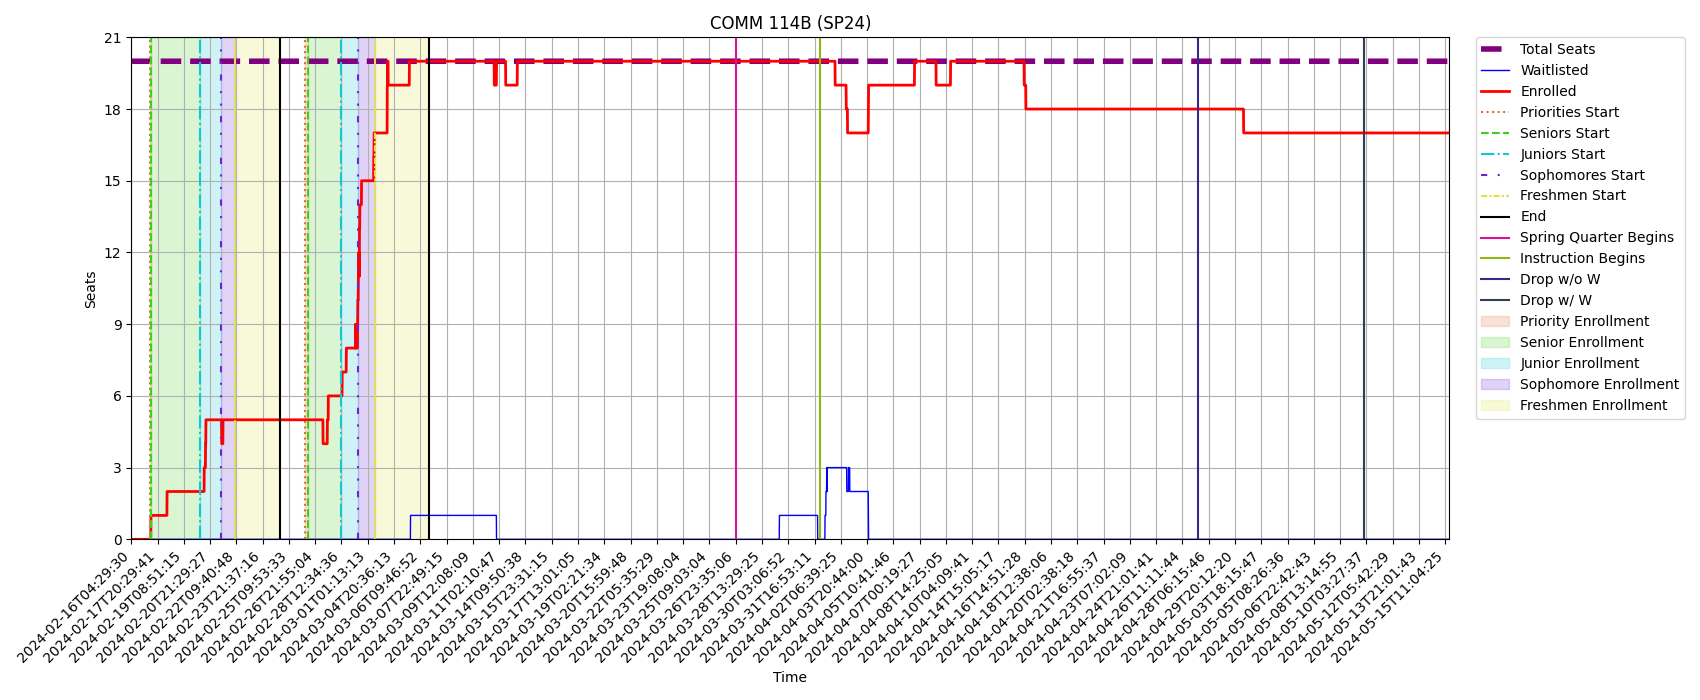 COMM 114B (SP24)
Seats
21
18
15
12
9
6
3
0
2024-02-16T04:29:30
2024-02-17T20:29:41
2024-02-19T08:51:15
2024-02-20T21:29:27
2024-02-22T09:40:48
2024-02-23T21:37:16
2024-02-25T09:53:33
2024-02-26T21:55:04
2024-02-28T12:34:36
2024-03-01T01:13:13
2024-03-04T20:36:13
2024-03-06T09:46:52
2024-03-07T22:49:15
2024-03-09T12:08:09
2024-03-11T02:10:47
2024-03-14T09:50:38
2024-03-15T23:31:15
2024-03-17T13:01:05
2024-03-19T02:21:34
2024-03-20T15:59:48
2024-03-22T05:35:29
2024-03-23T19:08:04
2024-03-25T09:03:04
2024-03-26T23:35:06
2024-03-28T13:29:25
2024-03-30T03:06:52
2024-03-31T16:53:11
2024-04-02T06:39:25
2024-04-03T20:44:00
2024-04-05T10:41:46
2024-04-07T00:19:27
2024-04-08T14:25:05
2024-04-10T04:09:41
2024-04-14T15:05:17
2024-04-16T14:51:28
2024-04-18T12:38:06
2024-04-20T02:38:18
2024-04-21T16:55:37
2024-04-23T07:02:09
2024-04-24T21:01:41
2024-04-26T11:11:44
2024-04-28T06:15:46
2024-04-29T20:12:20
2024-05-03T18:15:47
2024-05-05T08:26:36
2024-05-06T22:42:43
2024-05-08T13:14:55
2024-05-10T03:27:37
2024-05-12T05:42:29
2024-05-13T21:01:43
2024-05-15T11:04:25
Time
Total Seats
Waitlisted
Enrolled
Priorities Start
Seniors Start
Juniors Start
Sophomores Start
Freshmen Start
End
Spring Quarter Begins
Instruction Begins
Drop w/o W
Drop w/ W
Priority Enrollment
Senior Enrollment
Junior Enrollment
Sophomore Enrollment
Freshmen Enrollment